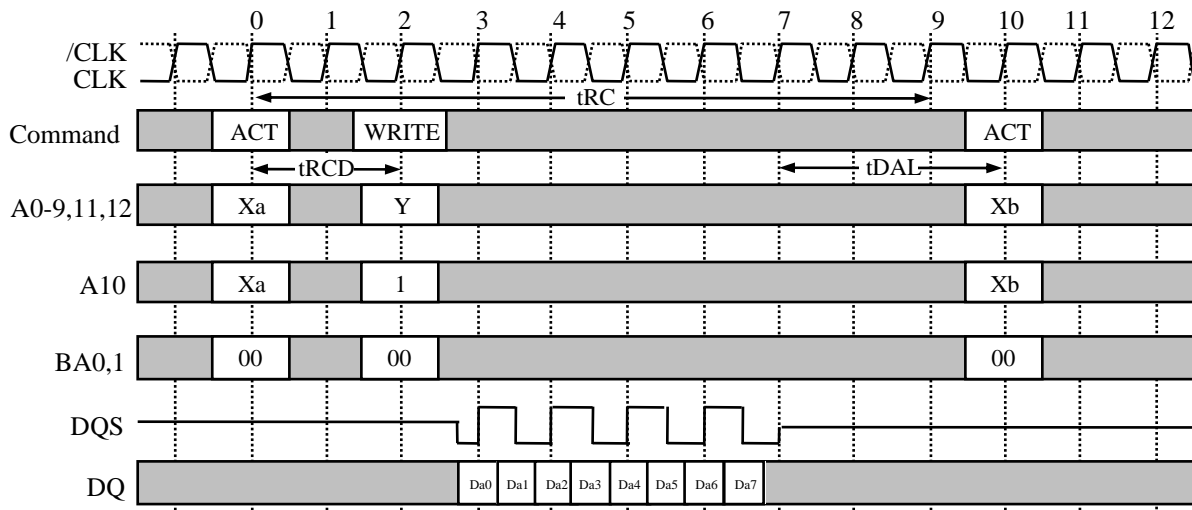 0 1 2 3 4 5 6 7 8 9 10 11 12
/CLK
CLK
tRC
Command ACT WRITE ACT
tRCD tDAL
A0-9,11,12 Xa Y Xb
A10 Xa 1 Xb
BA0,1 00 00 00
DQS
DQ Da0 Da1 Da2 Da3 Da4 Da5 Da6 Da7